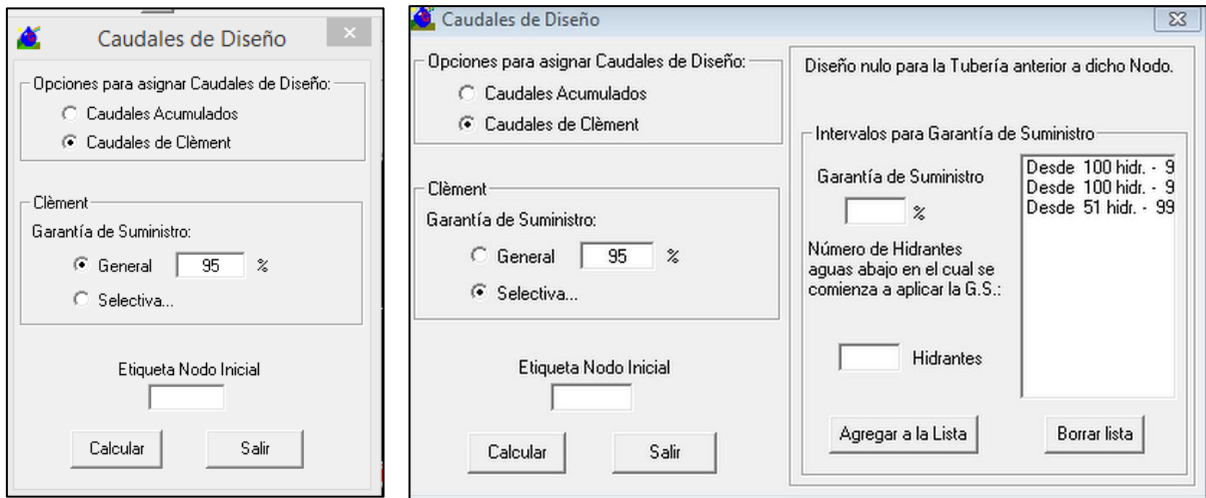 Caudales de Diseño
Opciones para asignar Caudales de Diseño:
Caudales Acumulados
Caudales de Clèment
Clèment
Garantía de Suministro:
General 95 %
Selectiva...
Etiqueta Nodo Inicial
Calcular Salir
Caudales de Diseño
Opciones para asignar Caudales de Diseño:
Caudales Acumulados
Caudales de Clèment
Clèment
Garantía de Suministro:
General 95 %
Selectiva...
Etiqueta Nodo Inicial
Calcular Salir
Diseño nulo para la Tubería anterior a dicho Nodo.
Intervalos para Garantía de Suministro
Garantía de Suministro
%
Número de Hidrantes
aguas abajo en el cual se
comienza a aplicar la G.S.:
Hidrantes
Desde 100 hidr. - 9
Desde 100 hidr. - 9
Desde 51 hidr. - 99
Agregar a la Lista Borrar lista